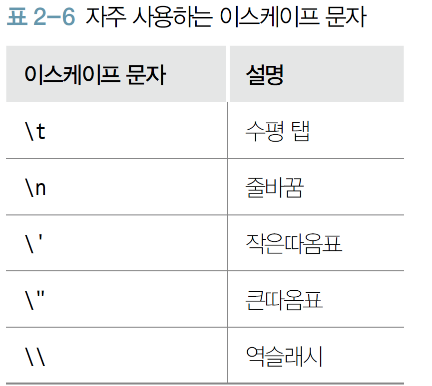 표 2-6 자주 사용하는 이스케이프 문자
이스케이프 문자 설명
\t 수평 탭
\n 줄바꿈
\' 작은따옴표
\" 큰따옴표
\\ 역슬래시